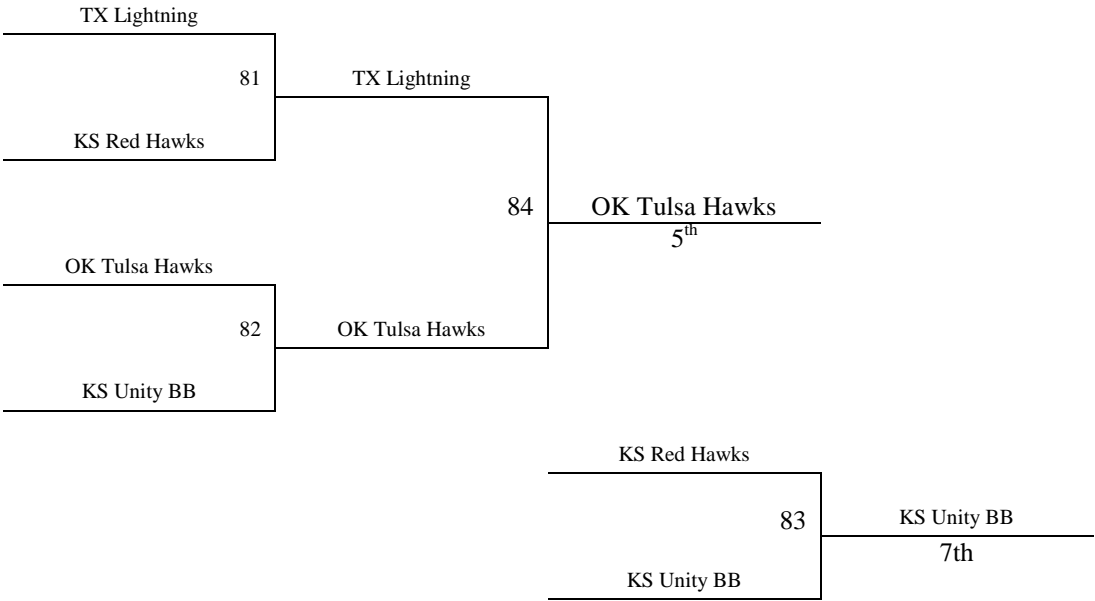 TX Lightning
81
TX Lightning
KS Red Hawks
84
OK Tulsa Hawks
5th
OK Tulsa Hawks
82
OK Tulsa Hawks
KS Unity BB
KS Red Hawks
83
KS Unity BB
7th
KS Unity BB